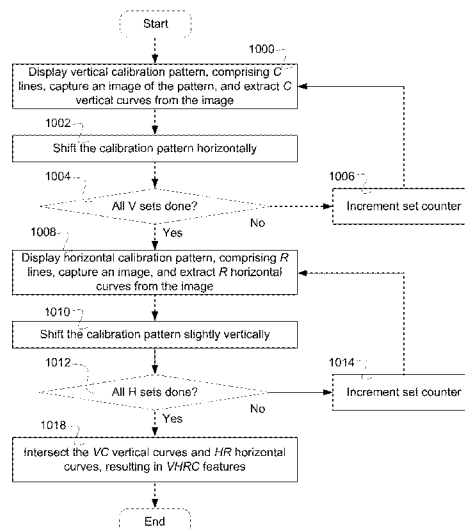 Start
1000
Display vertical calibration pattern, comprising C
lines, capture an image of the pattern, and extract C
vertical curves from the image
1002
Shift the calibration pattern horizontally
1004
1006
All V sets done?
Increment set counter
No
Yes
1008
Display horizontal calibration pattern, comprising R
lines, capture an image, and extract R horizontal
curves from the image
1010
Shift the calibration pattern slightly vertically
1012
1014
All H sets done?
Increment set counter
No
Yes
1018
Intersect the VC vertical curves and HR horizontal
curves, resulting in VHRC features
End